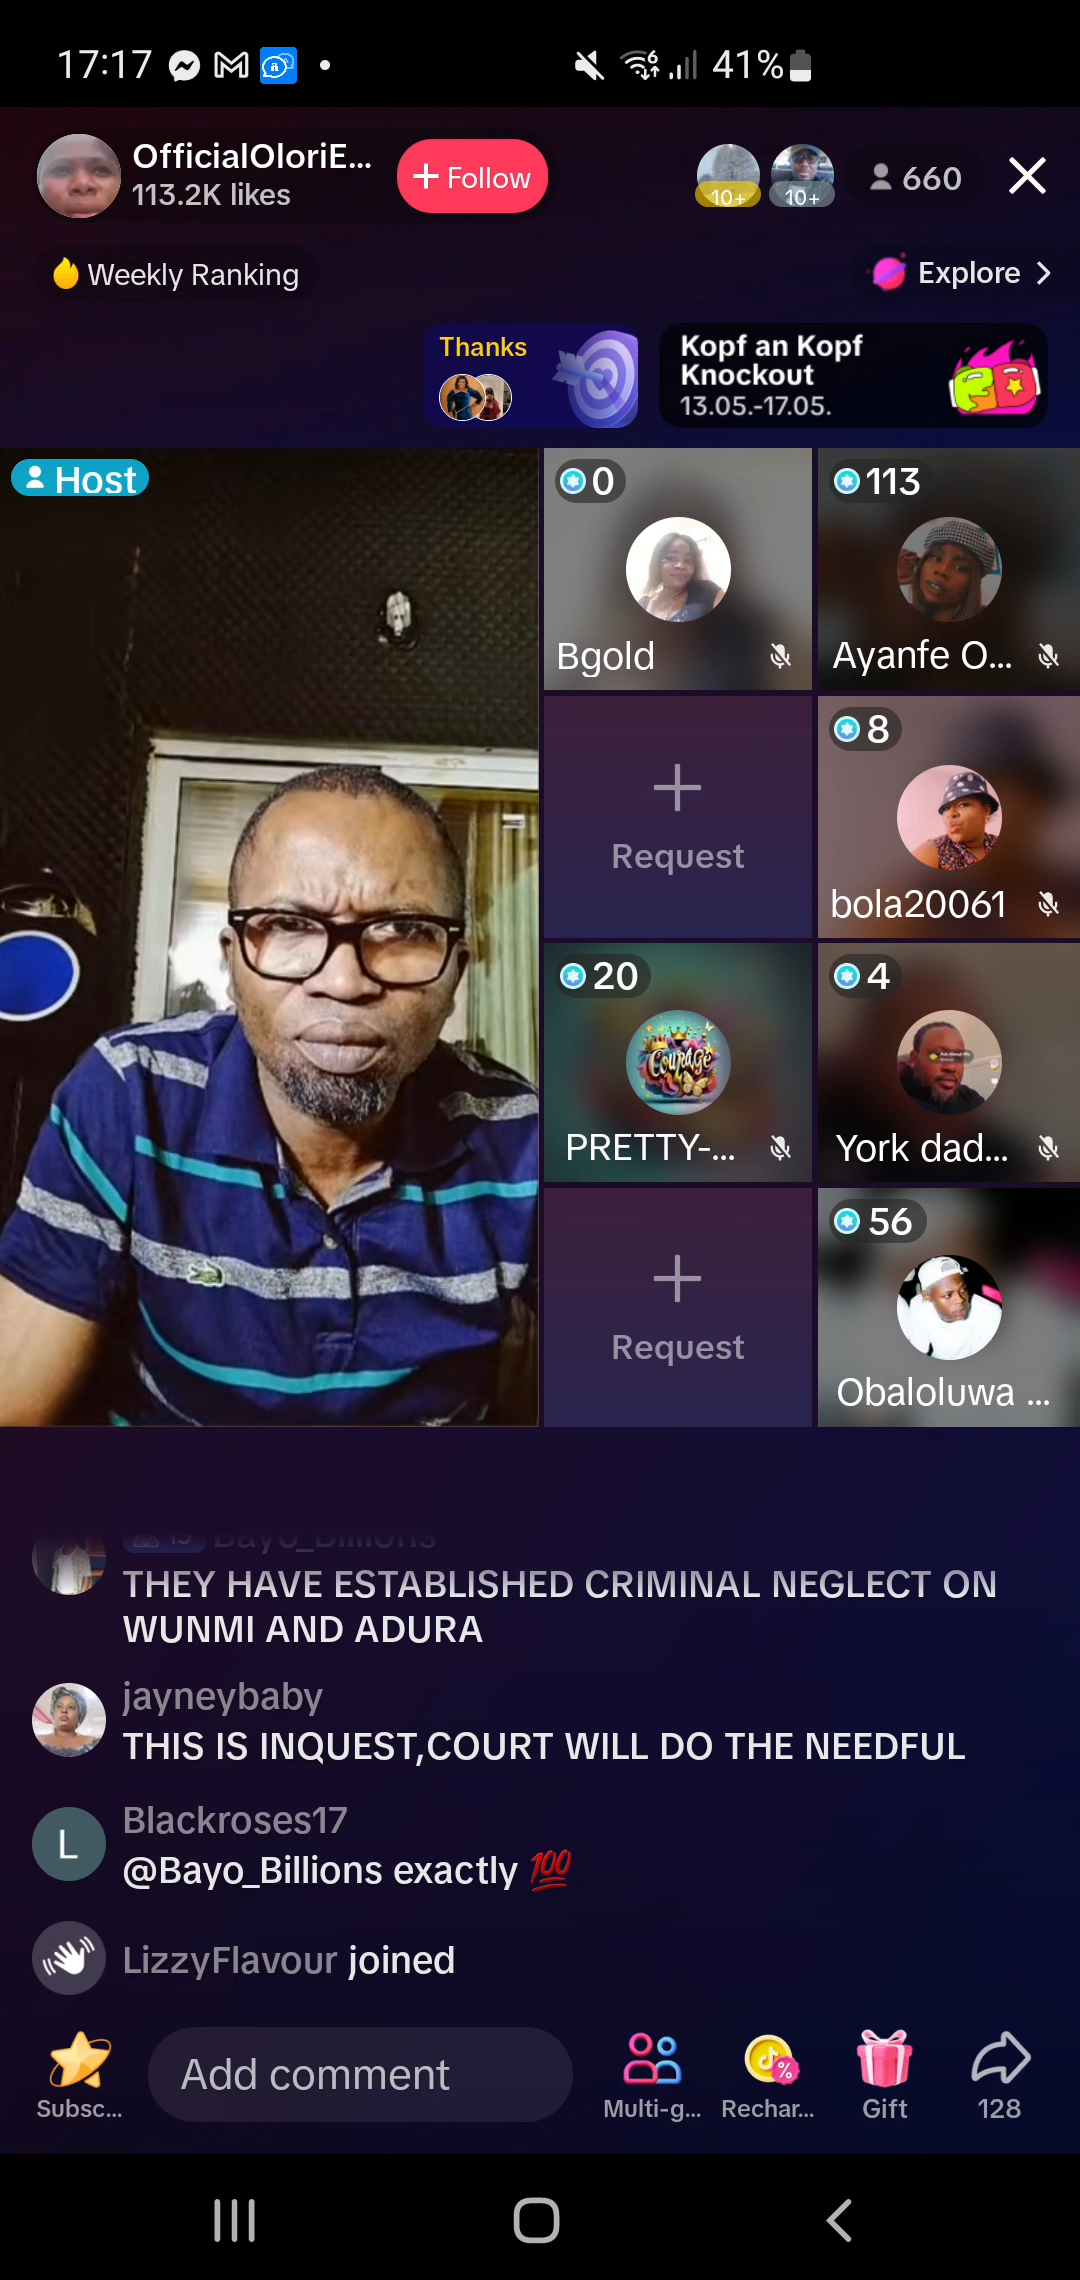 17:17
41%
OfficialOloriE...
113.2K likes
+ Follow
10+
10+
660
Weekly Ranking
Explore
Thanks
Kopf an Kopf
Knockout
13.05.-17.05.
Host
0
Bgold
113
Ayanfe O...
Request
8
bola20061
20
Courage
PRETTY-...
4
York dad...
Request
56
Obaloluwa ...
Bayo_Billions
THEY HAVE ESTABLISHED CRIMINAL NEGLECT ON
WUNMI AND ADURA
jayneybaby
THIS IS INQUEST,COURT WILL DO THE NEEDFUL
L
Blackroses17
@Bayo_Billions exactly 💯
LizzyFlavour joined
Add comment
Subsc...
Multi-g...
Rechar...
Gift
128